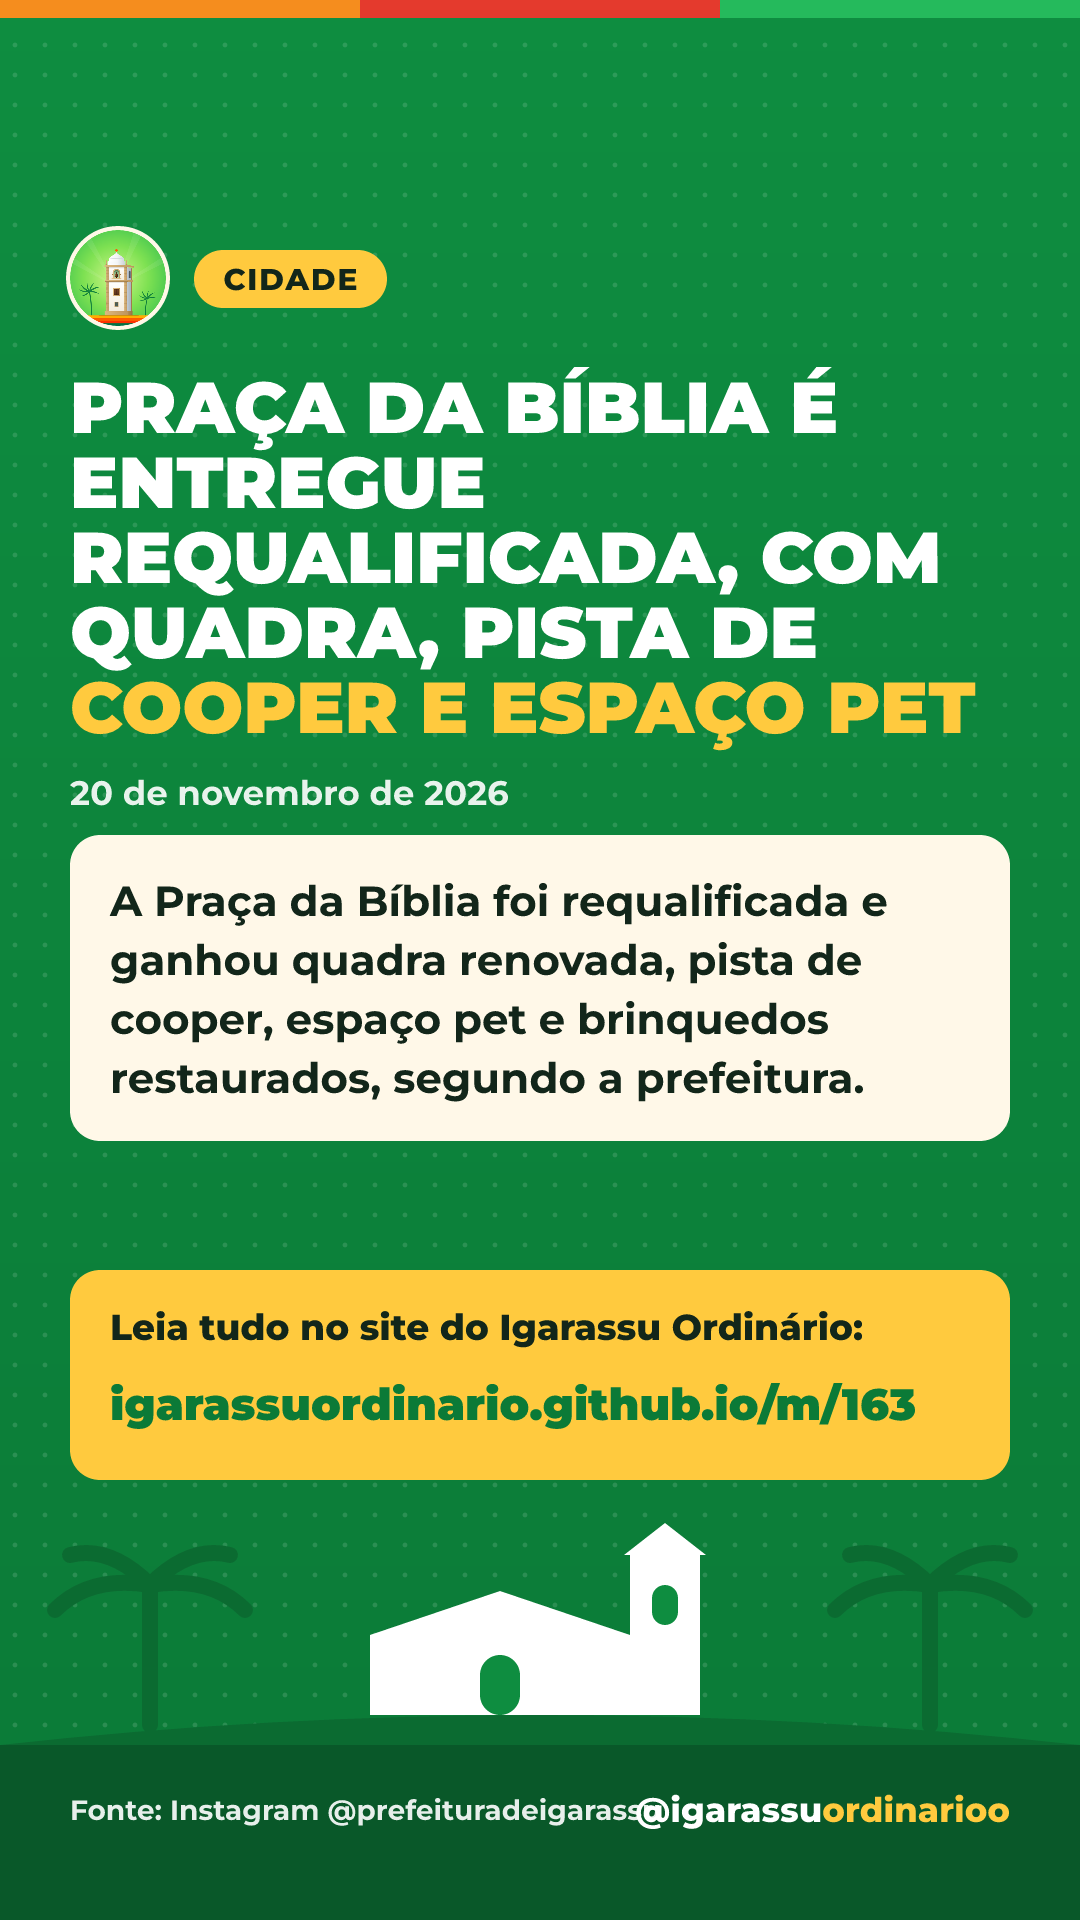 CIDADE
PRAÇA DA BÍBLIA É
ENTREGUE
REQUALIFICADA, COM
QUADRA, PISTA DE
COOPER E ESPAÇO PET
20 de novembro de 2026
A Praça da Bíblia foi requalificada e
ganhou quadra renovada, pista de
cooper, espaço pet e brinquedos
restaurados, segundo a prefeitura.
Leia tudo no site do Igarassu Ordinário:
igarassuordinario.github.io/m/163
Fonte: Instagram @igarassuordinarioo